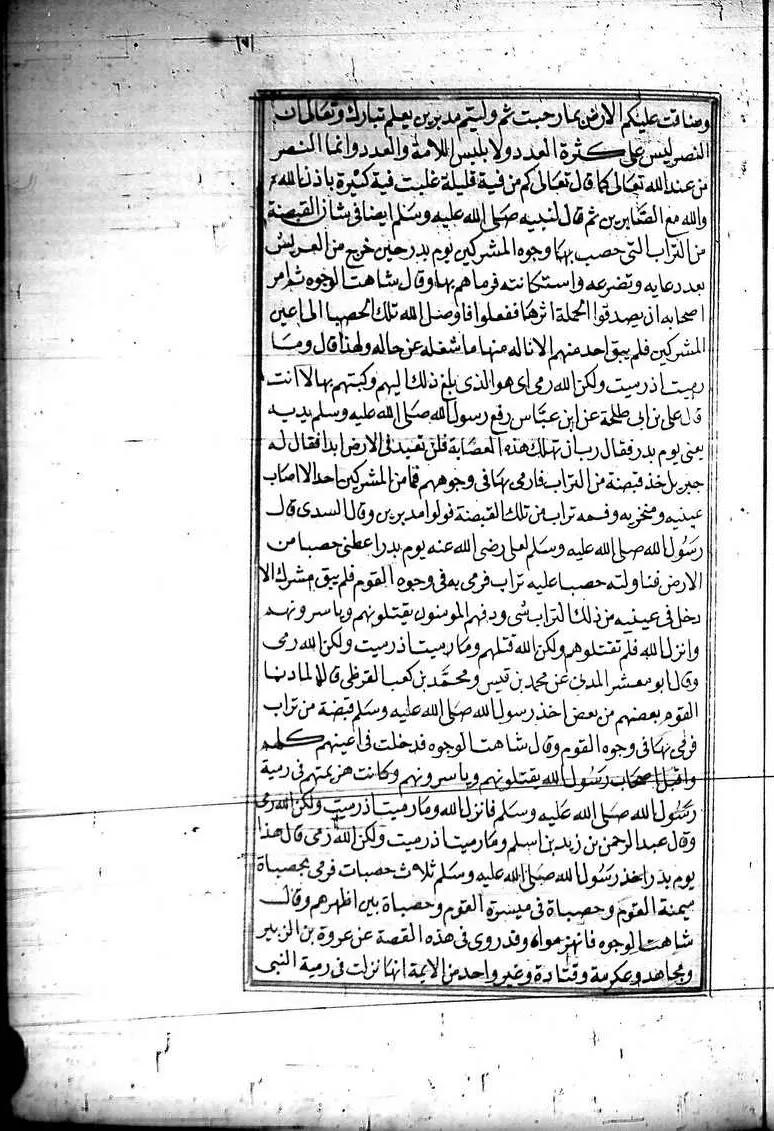 وضاقت عليكم الارض بما رحبت ثم وليتم مدبرين يعلم تبارك وتعالى ان
النصر ليس على كثرة العدد ولا بلبس اللامة والعدد وانما النصر
من عند الله تعالى كما قال تعالى كم من فية قليلة غلبت فية كثيرة باذن الله
والله مع الصابرين ثم قال لنبيه صلى الله عليه وسلم ايضا في شان القبضة
من التراب التي حصب بها وجوه المشركين يوم بدر حين خرج من العريش
بعد دعايه وتضرعه واستكانته فرماهم بها وقال شاهت الوجوه ثم امر
اصحابه ان يصدقوا الحملة اثرها ففعلوا فاوصل الله تلك الحصبا الى اعين
المشركين فلم يبق احد منهم الا ناله منها ما شغله عن حاله ولهذا قال وما
رميت اذ رميت ولكن الله رمى اي هو الذي بلغ ذلك اليهم وكبتهم بها لا انت
قال علي بن ابي طلحة عن ابن عباس رفع رسول الله صلى الله عليه وسلم يديه
يعني يوم بدر فقال رب ان تهلك هذه العصابة فلن تعبد في الارض ابدا فقال له
جبريل خذ قبضة من التراب فارمي بها في وجوههم فما من المشركين احد الا اصاب
عينيه ومنخريه وفمه تراب من تلك القبضة فولوا مدبرين وقال السدى قال
رسول الله صلى الله عليه وسلم لعلي رضى الله عنه يوم بدر اعطني حصبا من
الارض فناولته حصبا عليه تراب فرمى به في وجوه القوم فلم يبق مشرك الا
دخل في عينيه من ذلك التراب شي ودفهم المومنون يقتلونهم وياسرونهم
وانزل الله فلم تقتلوهم ولكن الله قتلهم وما رميت اذ رميت ولكن الله رمى
وقال ابو معشر المدني عن محمد بن قيس ومحمد بن كعب القرظي قالا لما دنا
القوم بعضهم من بعض اخذ رسول الله صلى الله عليه وسلم قبضة من تراب
فرمى بها في وجوه القوم وقال شاهت الوجوه فدخلت في اعينهم كلهم
واقبل اصحاب رسول الله يقتلونهم وياسرونهم وكانت هزيمتهم في رمية
رسول الله صلى الله عليه وسلم فانزل الله وما رميت اذ رميت ولكن الله رمى
وقال عبد الرحمن بن زيد بن اسلم وما رميت اذ رميت ولكن الله رمى قال هذا
يوم بدر اخذ رسول الله صلى الله عليه وسلم ثلاث حصبات فرمى بحصباة
ميمنة القوم وحصباة في ميسرة القوم وحصباة بين اظهرهم وقال
شاهت الوجوه فانهزموا وقد روى في هذه القصة عن عروة بن الزبير
ومجاهد وعكرمة وقتادة وغير واحد من الايمة انها نزلت في رمية النبى